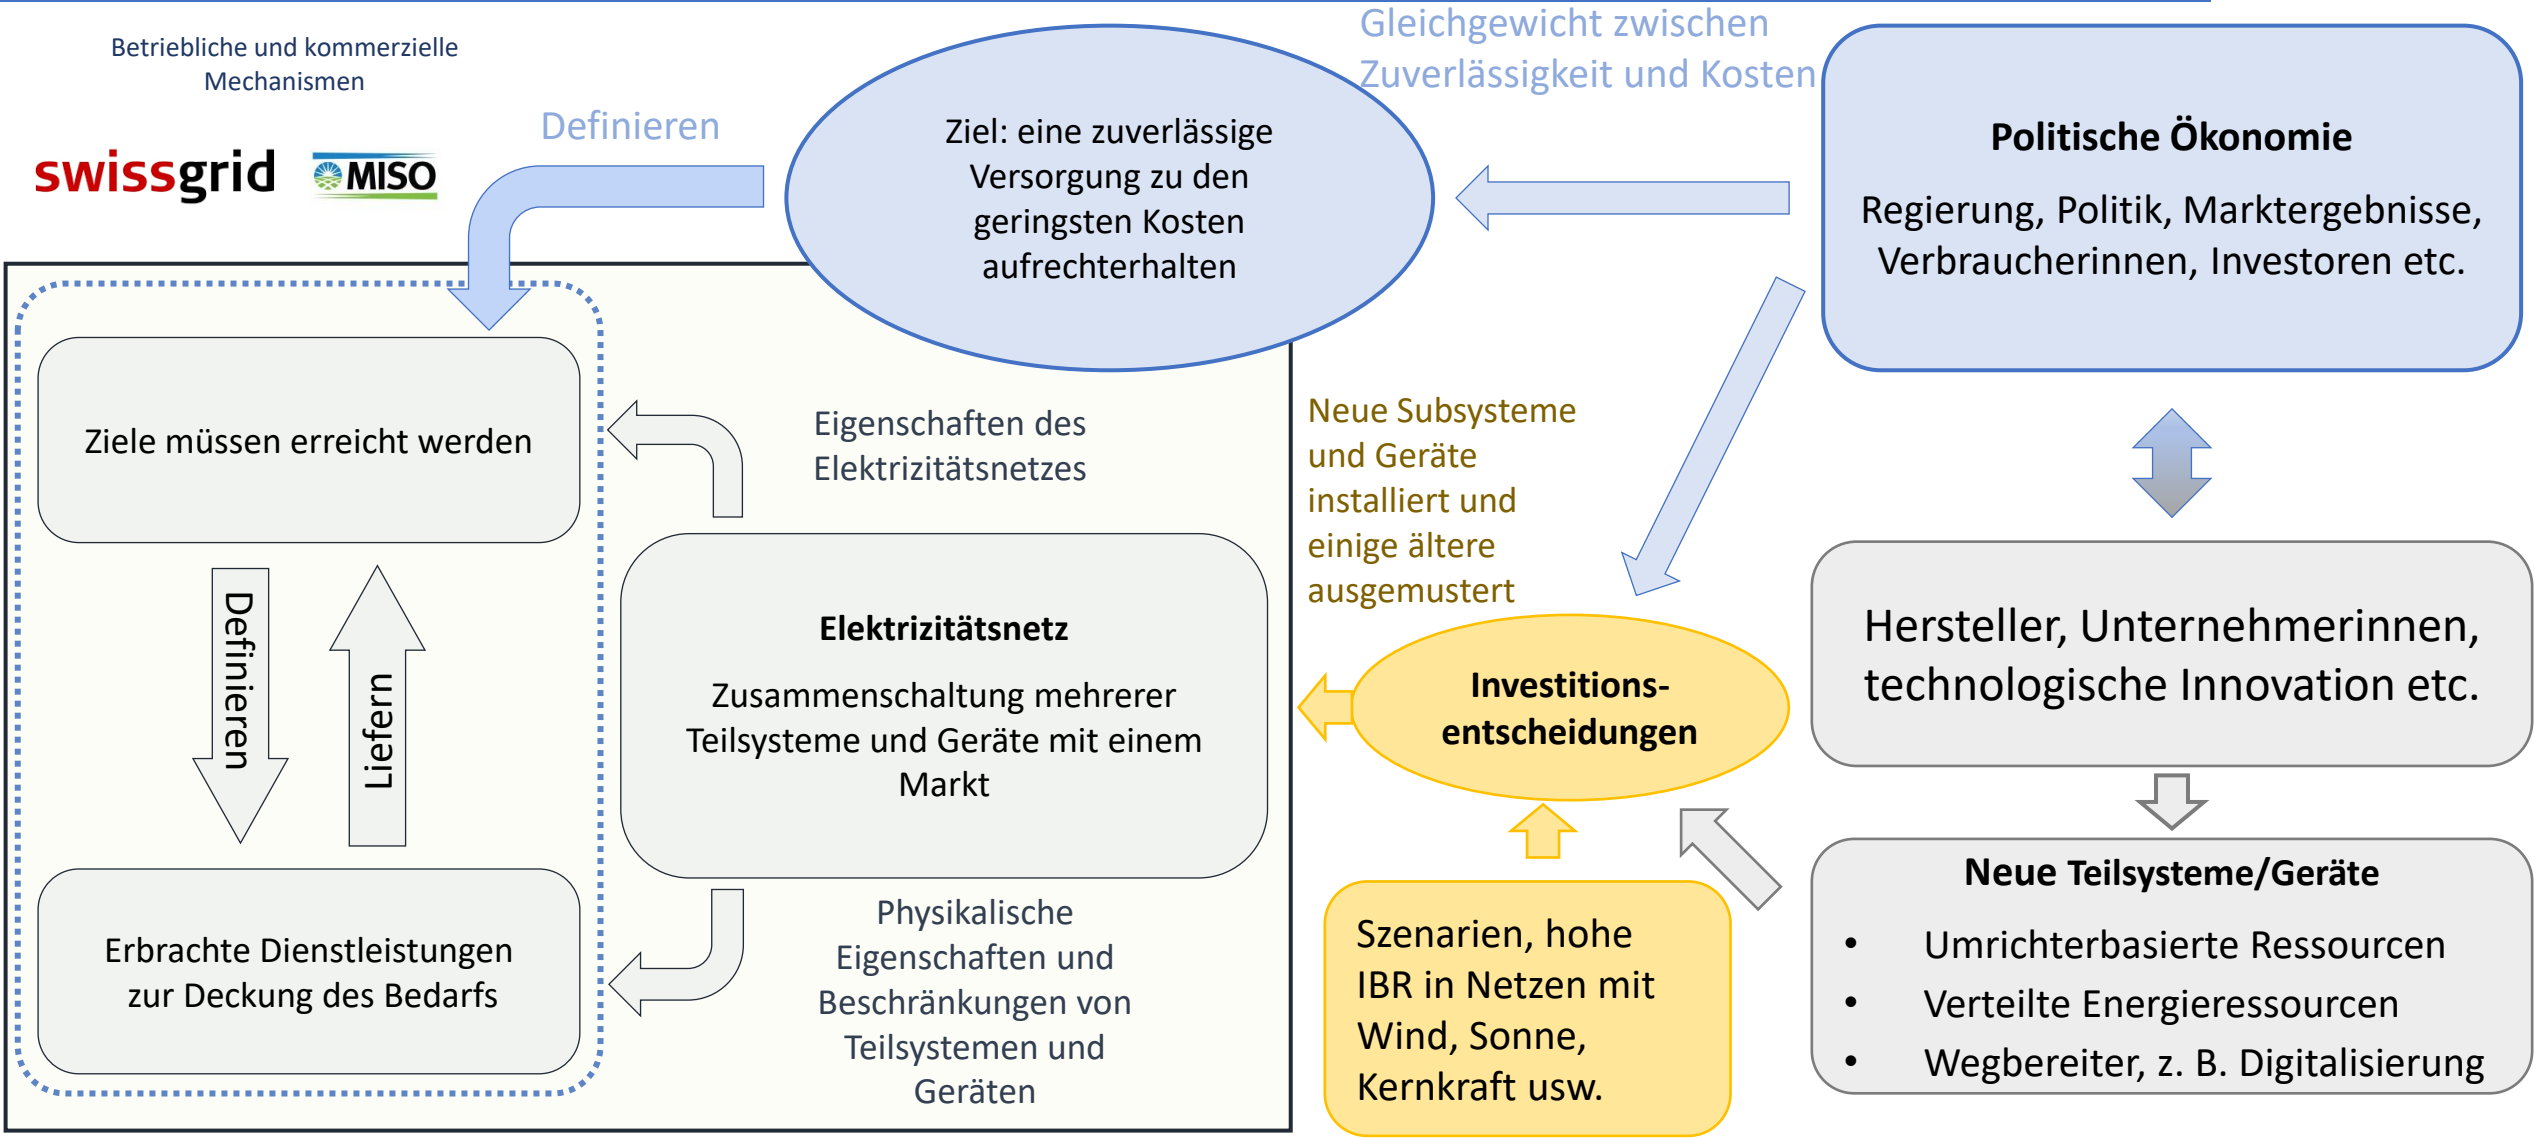 Betriebliche und kommerzielle
Mechanismen
swissgrid
MISO
Definieren
Ziel: eine zuverlässige
Versorgung zu den
geringsten Kosten
aufrechterhalten
Gleichgewicht zwischen
Zuverlässigkeit und Kosten
Politische Ökonomie
Regierung, Politik, Marktergebnisse,
Verbraucherinnen, Investoren etc.
Ziele müssen erreicht werden
Definieren
Liefern
Erbrachte Dienstleistungen
zur Deckung des Bedarfs
Eigenschaften des
Elektrizitätsnetzes
Elektrizitätsnetz
Zusammenschaltung mehrerer
Teilsysteme und Geräte mit einem
Markt
Physikalische
Eigenschaften und
Beschränkungen von
Teilsystemen und
Geräten
Neue Subsysteme
und Geräte
installiert und
einige ältere
ausgemustert
Investitions-
entscheidungen
Szenarien, hohe
IBR in Netzen mit
Wind, Sonne,
Kernkraft usw.
Hersteller, Unternehmerinnen,
technologische Innovation etc.
Neue Teilsysteme/Geräte
• Umrichterbasierte Ressourcen
• Verteilte Energieressourcen
• Wegbereiter, z. B. Digitalisierung